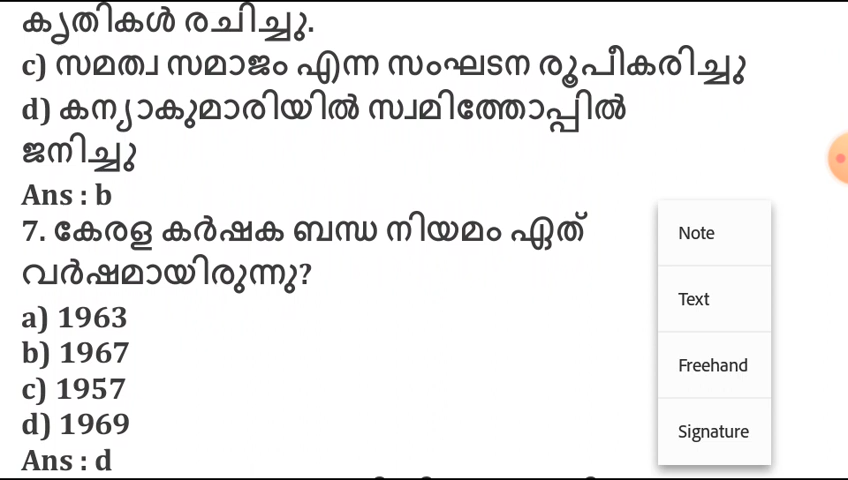 കൃതികൾ രചിച്ചു.
c) സമത്വ സമാജം എന്ന സംഘടന രൂപീകരിച്ചു
d) കന്യാകുമാരിയിൽ സ്വമിത്തോപ്പിൽ
ജനിച്ചു
Ans : b
7. കേരള കർഷക ബന്ധ നിയമം ഏത്
വർഷമായിരുന്നു?
a) 1963
b) 1967
c) 1957
d) 1969
Ans : d
Note
Text
Freehand
Signature